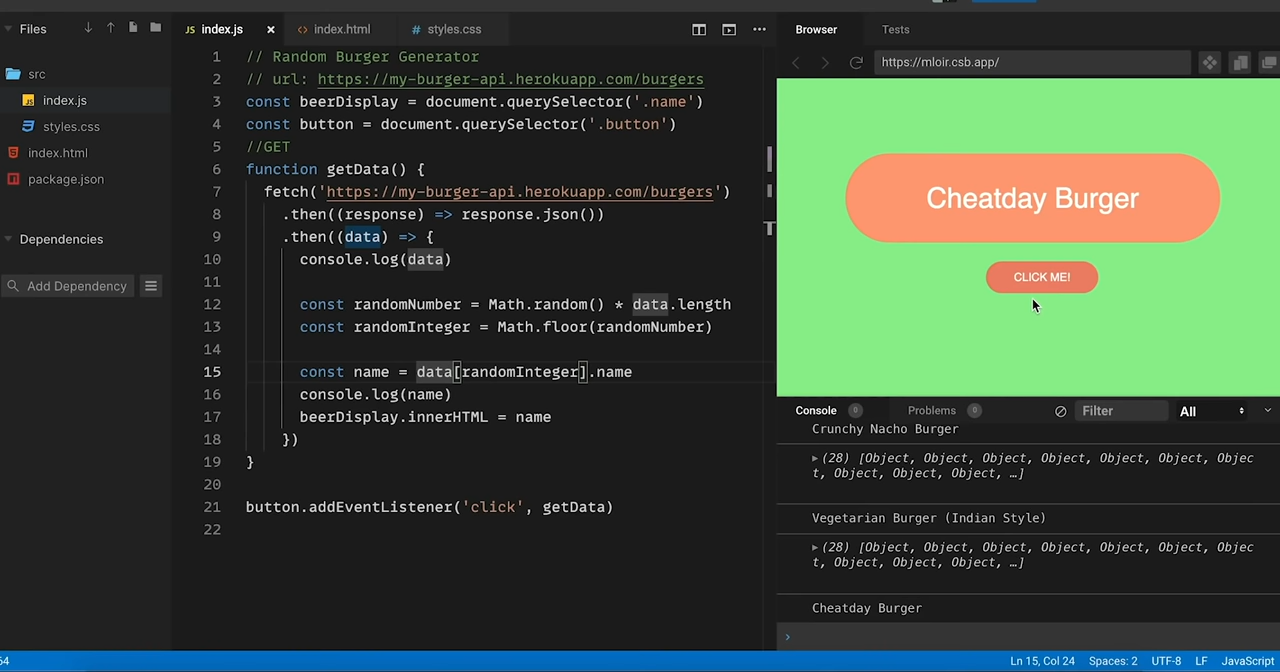 Files
src
index.js
styles.css
index.html
package.json
Dependencies
Add Dependency
JS index.js × <> index.html # styles.css
1 // Random Burger Generator
2 // url: https://my-burger-api.herokuapp.com/burgers
3 const beerDisplay = document.querySelector('.name')
4 const button = document.querySelector('.button')
5 //GET
6 function getData() {
7 fetch('https://my-burger-api.herokuapp.com/burgers')
8 .then((response) => response.json())
9 .then((data) => {
10 console.log(data)
11
12 const randomNumber = Math.random() * data.length
13 const randomInteger = Math.floor(randomNumber)
14
15 const name = data[randomInteger].name
16 console.log(name)
17 beerDisplay.innerHTML = name
18 })
19 }
20
21 button.addEventListener('click', getData)
22
Browser Tests
https://mloir.csb.app/
Cheatday Burger
CLICK ME!
Console 0 Problems 0 Filter All
Crunchy Nacho Burger
(28) [Object, Object, Object, Object, Object, Object, Objec
t, Object, Object, Object, …]
Vegetarian Burger (Indian Style)
(28) [Object, Object, Object, Object, Object, Object, Objec
t, Object, Object, Object, …]
Cheatday Burger
›
64 Ln 15, Col 24 Spaces: 2 UTF-8 LF JavaScript